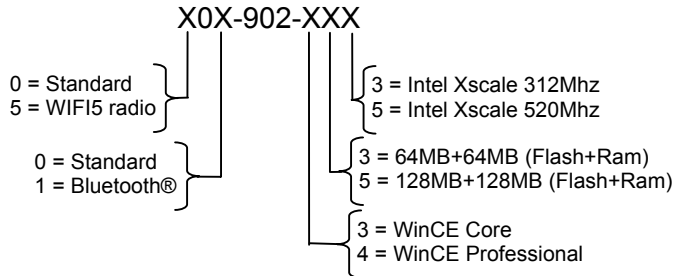 X0X-902-XXX
0 = Standard
5 = WIFI5 radio
0 = Standard
1 = Bluetooth®
3 = Intel Xscale 312Mhz
5 = Intel Xscale 520Mhz
3 = 64MB+64MB (Flash+Ram)
5 = 128MB+128MB (Flash+Ram)
3 = WinCE Core
4 = WinCE Professional